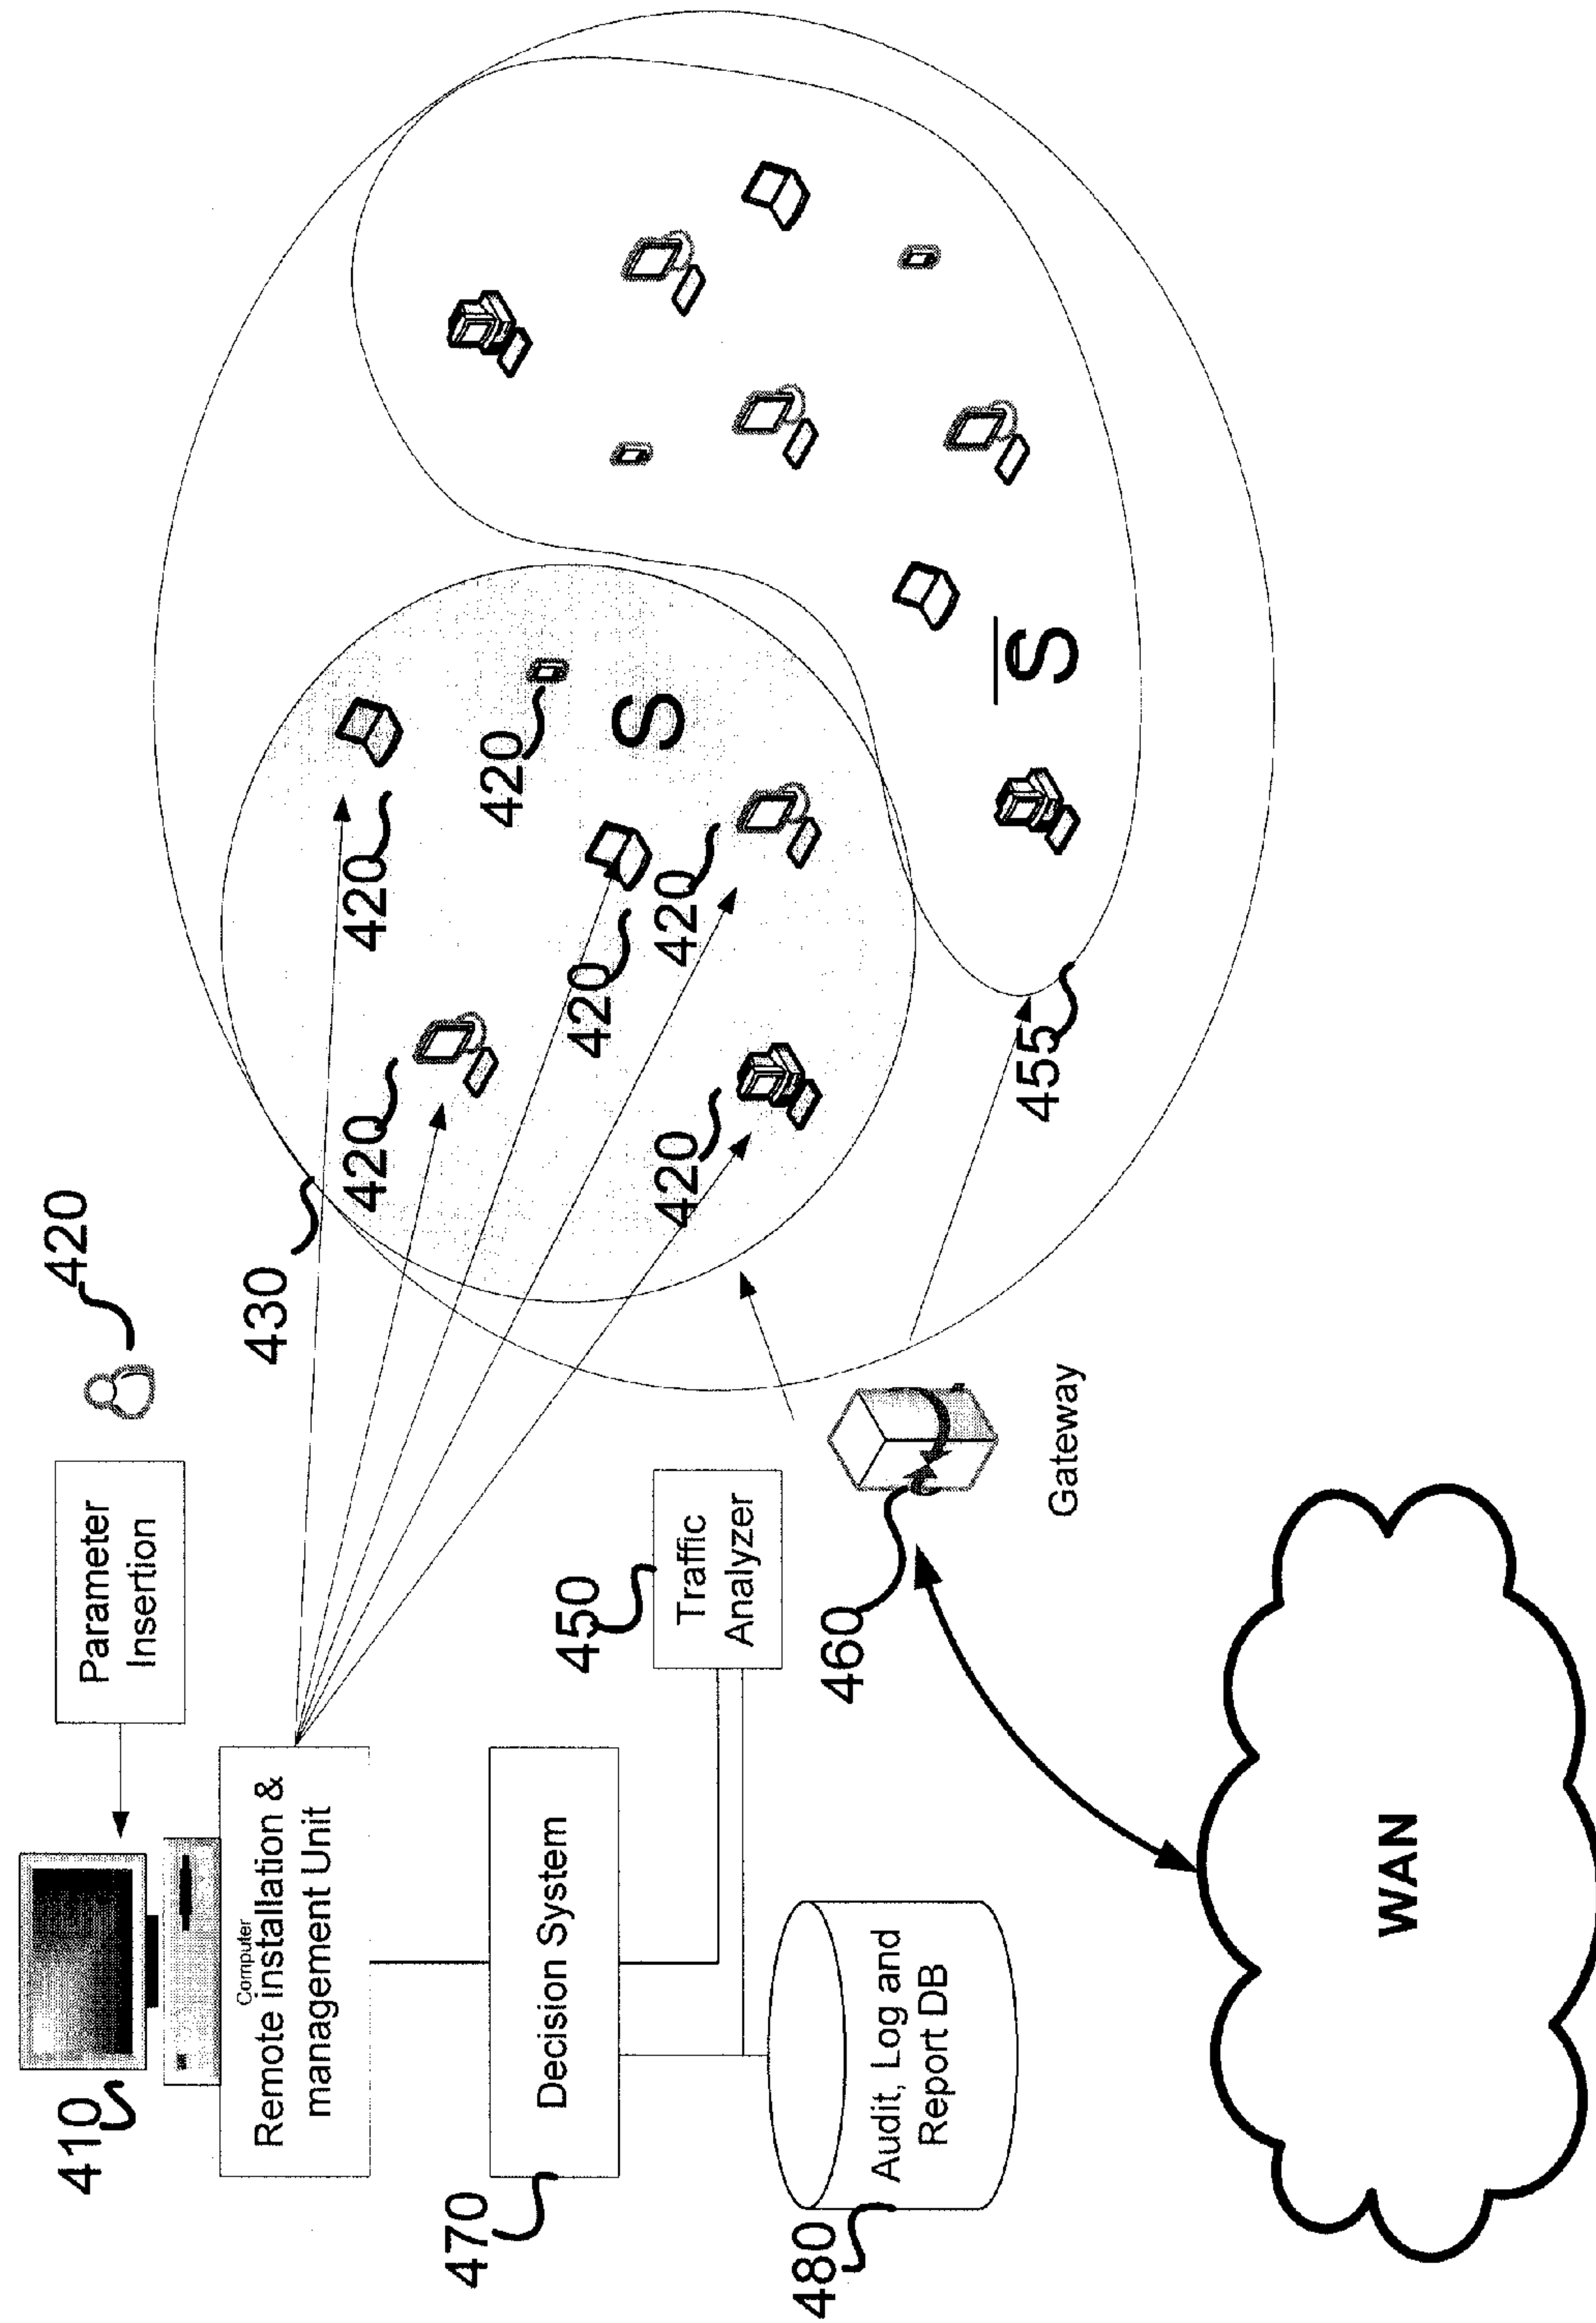 410
Computer
Remote installation &
management Unit
Parameter
Insertion
420
470
Decision System
480
Audit, Log and
Report DB
450
Traffic
Analyzer
460
Gateway
WAN
430
420
420
420
420
420
420
S
S̅
455